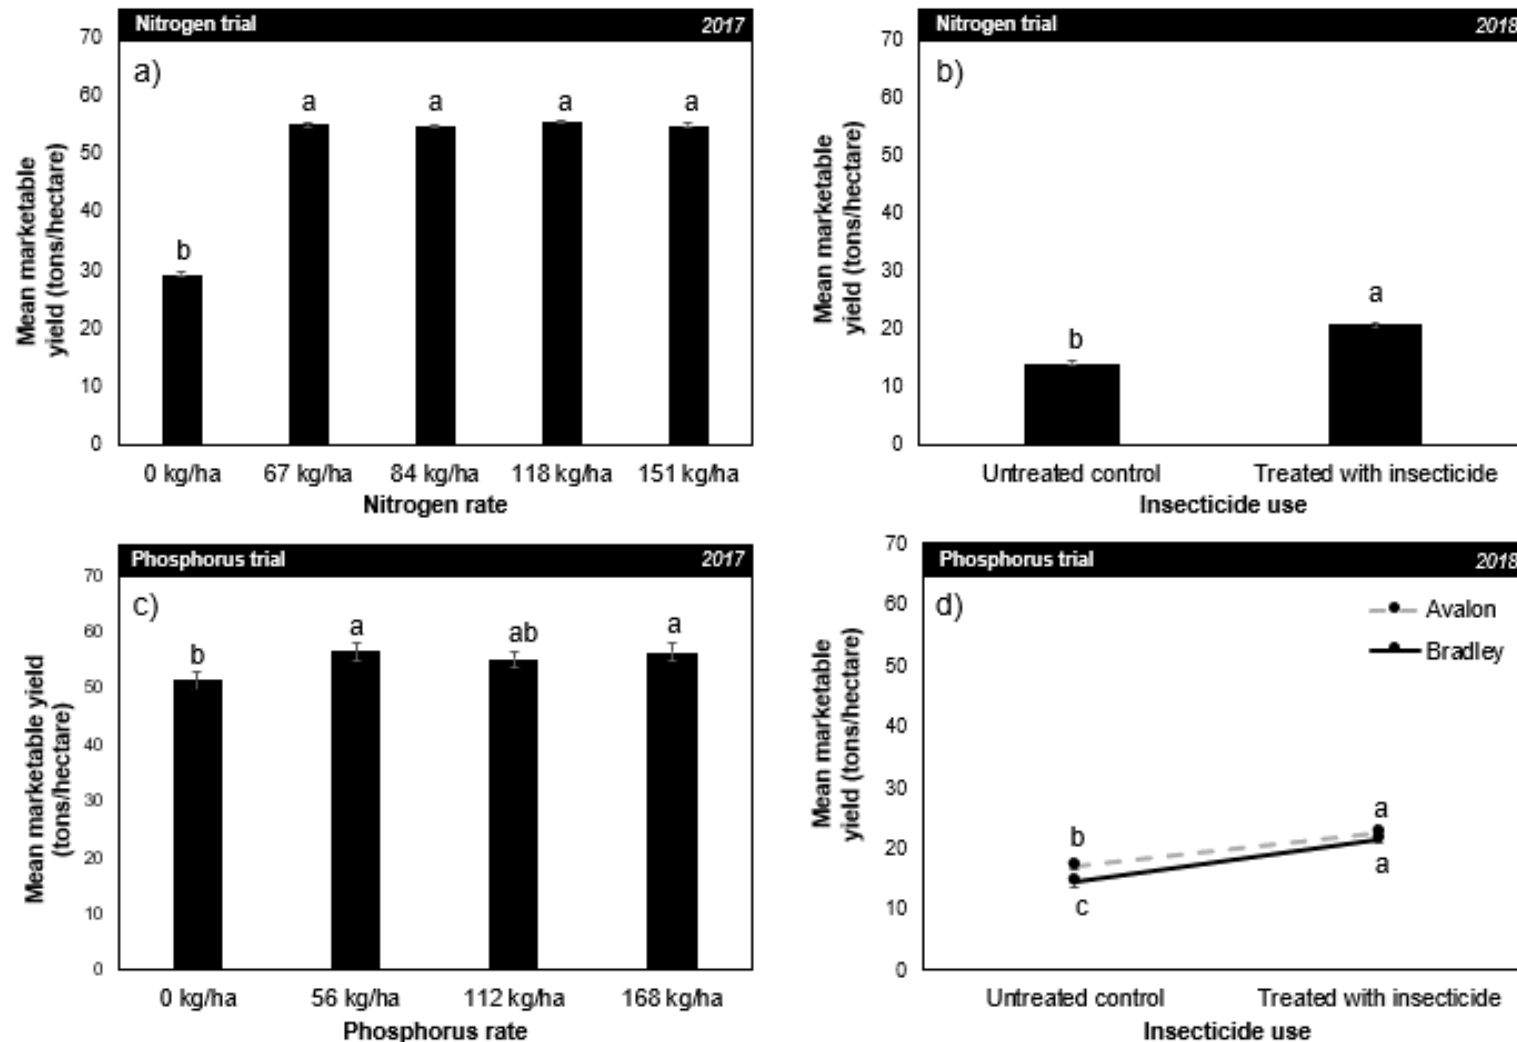 Nitrogen trial 2017
a)
Mean marketable
yield (tons/hectare)
70
60
50
40
30
20
10
0
b
a
a
a
a
0 kg/ha 67 kg/ha 84 kg/ha 118 kg/ha 151 kg/ha
Nitrogen rate
Nitrogen trial 2018
b)
Mean marketable
yield (tons/hectare)
70
60
50
40
30
20
10
0
b
a
Untreated control Treated with insecticide
Insecticide use
Phosphorus trial 2017
c)
Mean marketable yield
(tons/hectare)
70
60
50
40
30
20
10
0
b
a
ab
a
0 kg/ha 56 kg/ha 112 kg/ha 168 kg/ha
Phosphorus rate
Phosphorus trial 2018
d)
Avalon
Bradley
Mean marketable
yield (tons/hectare)
70
60
50
40
30
20
10
0
b
c
a
a
Untreated control Treated with insecticide
Insecticide use